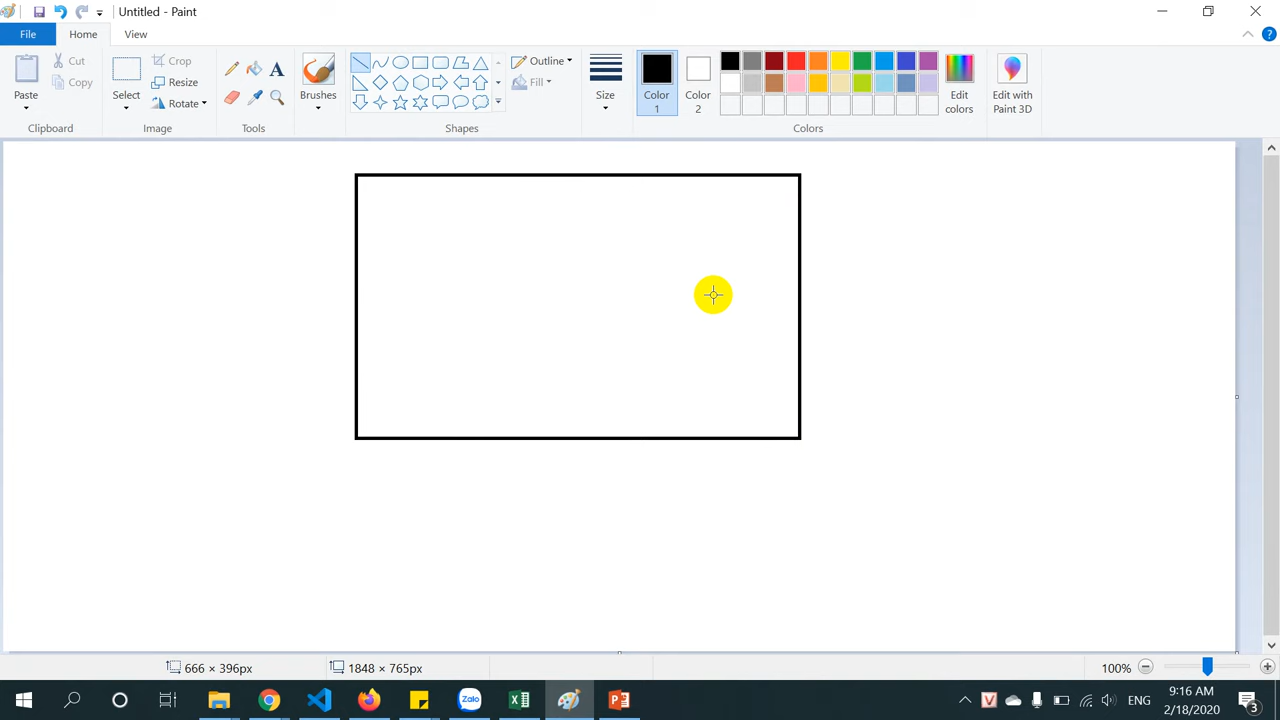 Untitled - Paint
File
Home
View
Paste
Cut
Copy
Clipboard
Select
Crop
Resize
Rotate
Image
A
Tools
Brushes
Outline
Fill
Shapes
Size
Color
1
Color
2
Edit
colors
Colors
Edit with
Paint 3D
666 × 396px
1848 × 765px
100%
Zalo
ENG
9:16 AM
2/18/2020
3